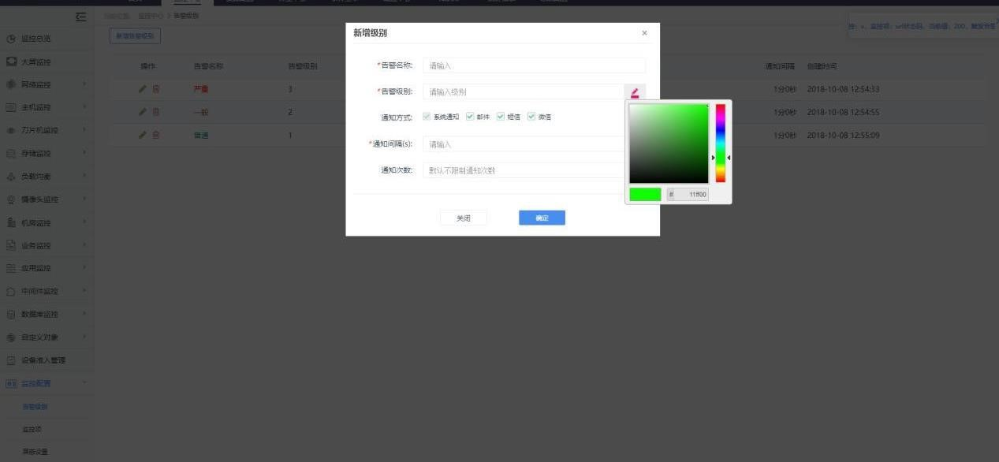 监控中心 > 告警级别
新增告警级别
操作 告警名称 告警级别 通知间隔 创建时间
严重 3 1分0秒 2018-10-08 12:54:33
一般 2 1分0秒 2018-10-08 12:54:55
普通 1 1分0秒 2018-10-08 12:55:09
新增级别 ×
*告警名称: 请输入
*告警级别: 请输入级别
通知方式: 系统通知 邮件 短信 微信
*通知间隔(s): 请输入
通知次数: 默认不限制通知次数
# 11ff00
关闭 确定
监控总览
大屏监控
网络监控
主机监控
刀片机监控
存储监控
负载均衡
摄像头监控
机房监控
业务监控
应用监控
中间件监控
数据库监控
自定义对象
设备准入管理
监控配置
告警级别
监控项
屏蔽设置